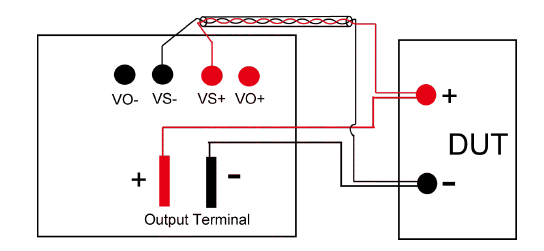 VO- VS- VS+ VO+
+
DUT
-
+ -
Output Terminal